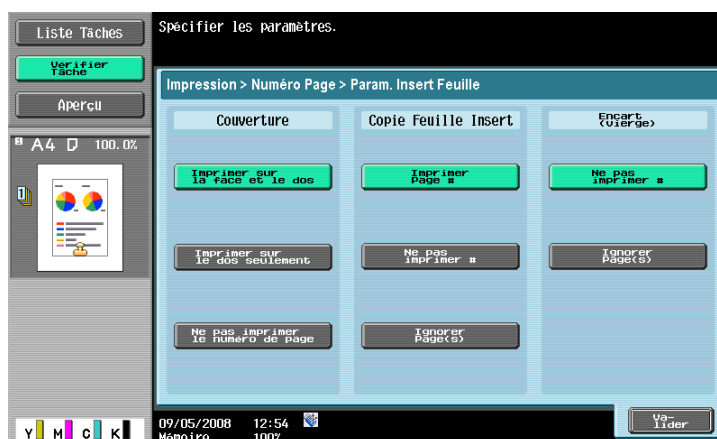 Liste Tâches
Spécifier les paramètres.
Vérifier
Tâche
Aperçu
Impression > Numéro Page > Param. Insert Feuille
Couverture
Copie Feuille Insert
Encart
(Vierge)
A4 100.0%
Imprimer sur
la face et le dos
Imprimer
Page #
Ne pas
imprimer #
Imprimer sur
le dos seulement
Ne pas
imprimer #
Ignorer
Page(s)
Ne pas imprimer
le numéro de page
Ignorer
Page(s)
Va-
lider
09/05/2008 12:54
Mémoire 100%
Y M C K